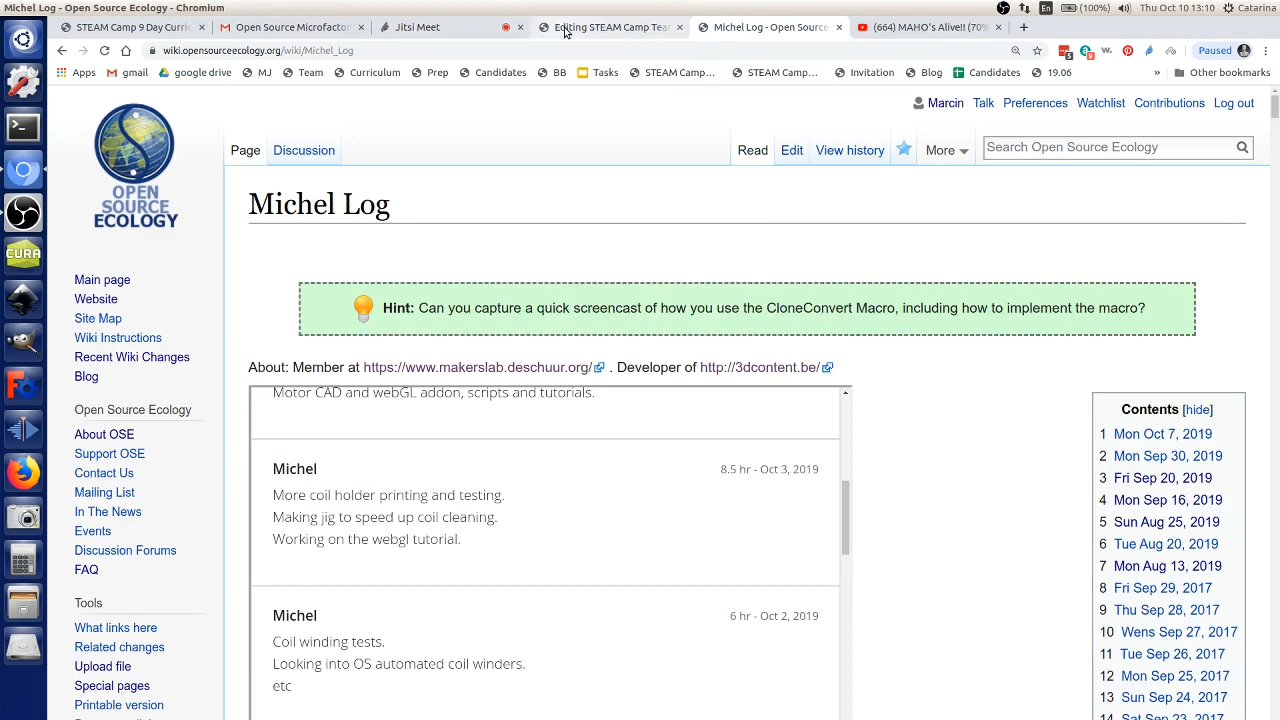 Michel Log - Open Source Ecology - Chromium
En
(100%)
Thu Oct 10 13:10
Catarina
STEAM Camp 9 Day Curric
Open Source Microfactor
Jitsi Meet
Editing STEAM Camp Tea
Michel Log - Open Source
(664) MAHO's Alive!! (70%
wiki.opensourceecology.org/wiki/Michel_Log
Paused
Apps
gmail
google drive
MJ
Team
Curriculum
Prep
Candidates
BB
Tasks
STEAM Camp...
STEAM Camp...
Invitation
Blog
Candidates
19.06
»
Other bookmarks
Marcin
Talk
Preferences
Watchlist
Contributions
Log out
OPEN
SOURCE
ECOLOGY
Page
Discussion
Read
Edit
View history
More
Search Open Source Ecology
Michel Log
Hint: Can you capture a quick screencast of how you use the CloneConvert Macro, including how to implement the macro?
About: Member at https://www.makerslab.deschuur.org/ . Developer of http://3dcontent.be/
Motor CAD and webGL addon, scripts and tutorials.
Michel
8.5 hr - Oct 3, 2019
More coil holder printing and testing.
Making jig to speed up coil cleaning.
Working on the webgl tutorial.
Michel
6 hr - Oct 2, 2019
Coil winding tests.
Looking into OS automated coil winders.
etc
Contents [hide]
1 Mon Oct 7, 2019
2 Mon Sep 30, 2019
3 Fri Sep 20, 2019
4 Mon Sep 16, 2019
5 Sun Aug 25, 2019
6 Tue Aug 20, 2019
7 Mon Aug 13, 2019
8 Fri Sep 29, 2017
9 Thu Sep 28, 2017
10 Wens Sep 27, 2017
11 Tue Sep 26, 2017
12 Mon Sep 25, 2017
13 Sun Sep 24, 2017
14 Sat Sep 23, 2017
Main page
Website
Site Map
Wiki Instructions
Recent Wiki Changes
Blog
Open Source Ecology
About OSE
Support OSE
Contact Us
Mailing List
In The News
Events
Discussion Forums
FAQ
Tools
What links here
Related changes
Upload file
Special pages
Printable version
CURA